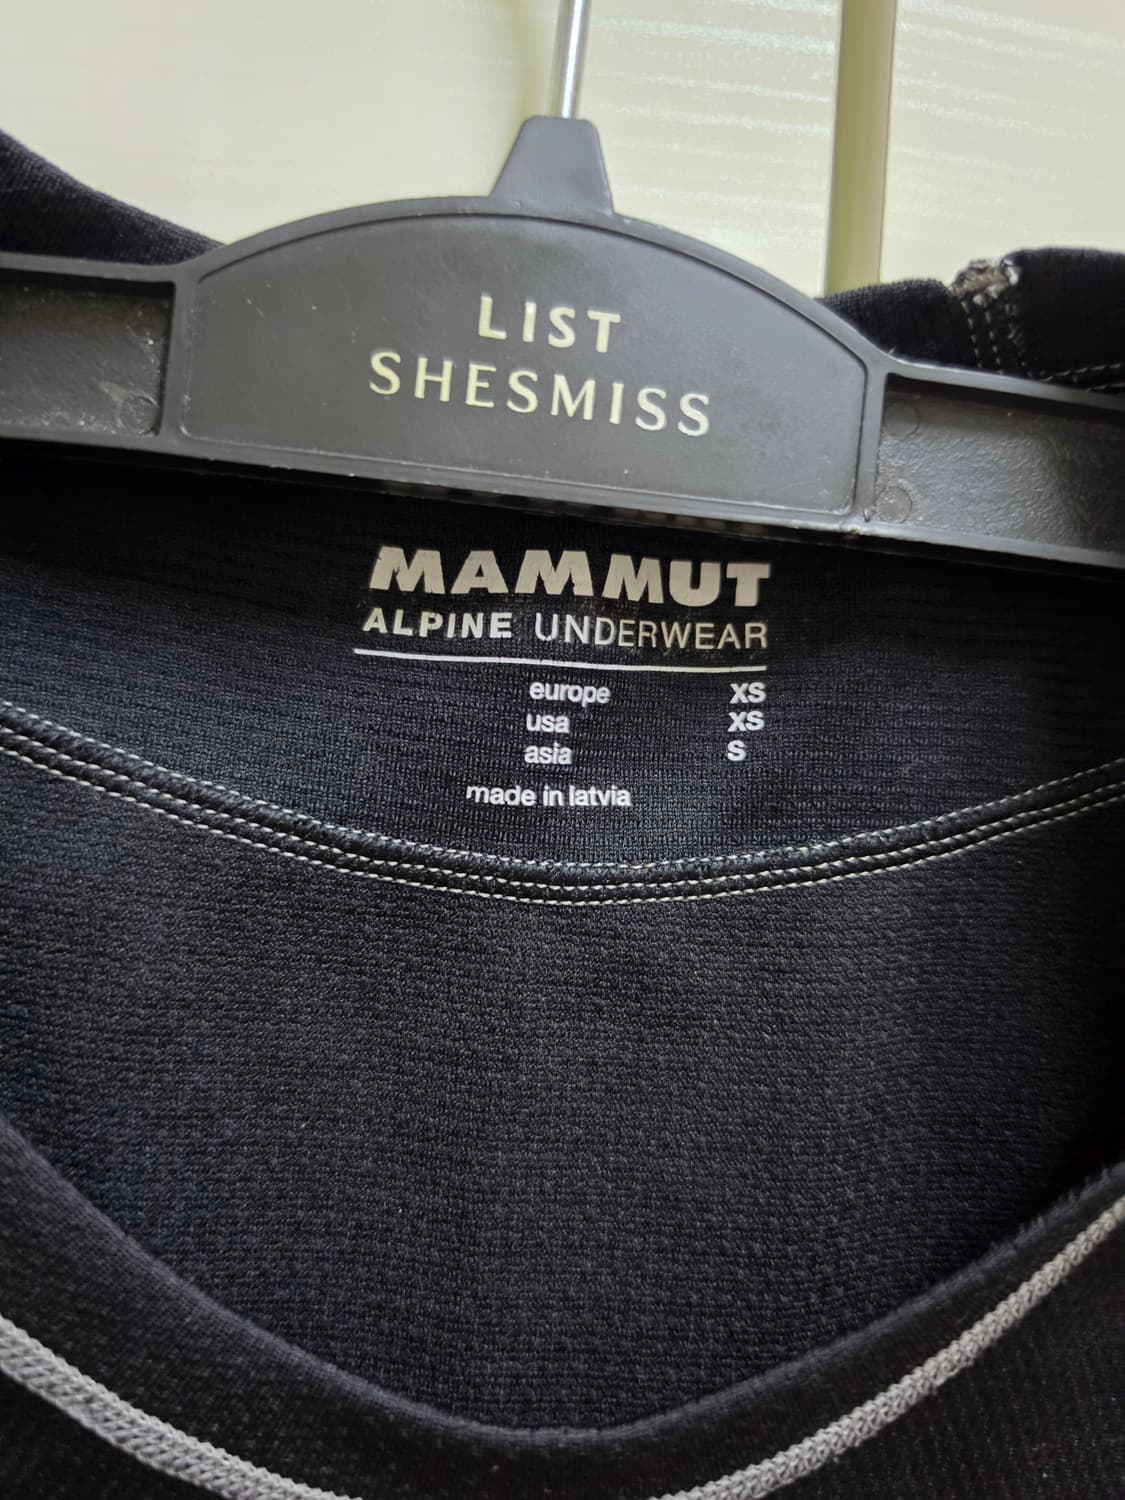 LIST
SHESMISS
MAMMUT
ALPINE UNDERWEAR
europe XS
usa XS
asia S
made in latvia